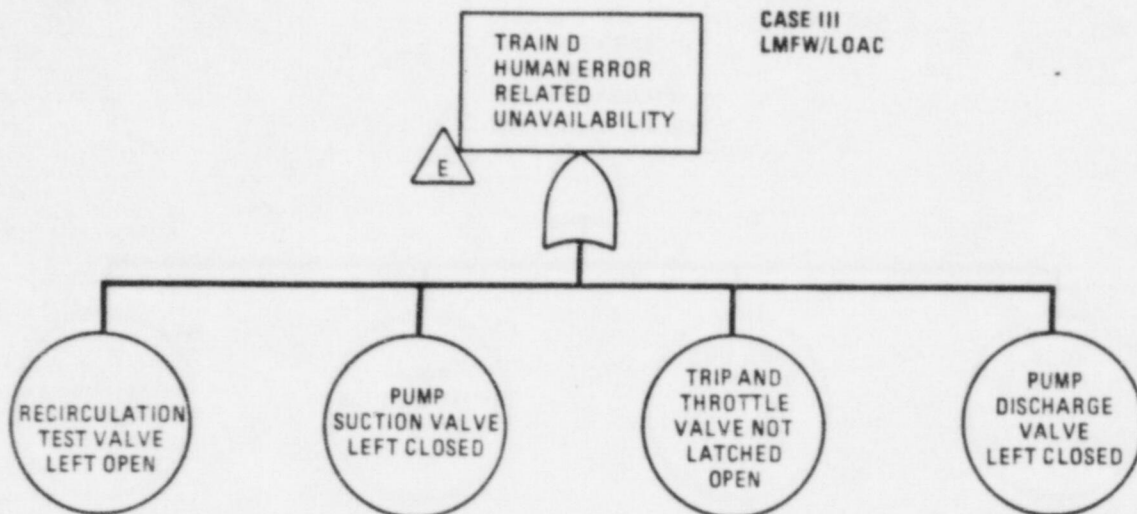 CASE III
LMFW/LOAC
TRAIN D
HUMAN ERROR
RELATED
UNAVAILABILITY
E
RECIRCULATION
TEST VALVE
LEFT OPEN
PUMP
SUCTION VALVE
LEFT CLOSED
TRIP AND
THROTTLE
VALVE NOT
LATCHED
OPEN
PUMP
DISCHARGE
VALVE
LEFT CLOSED